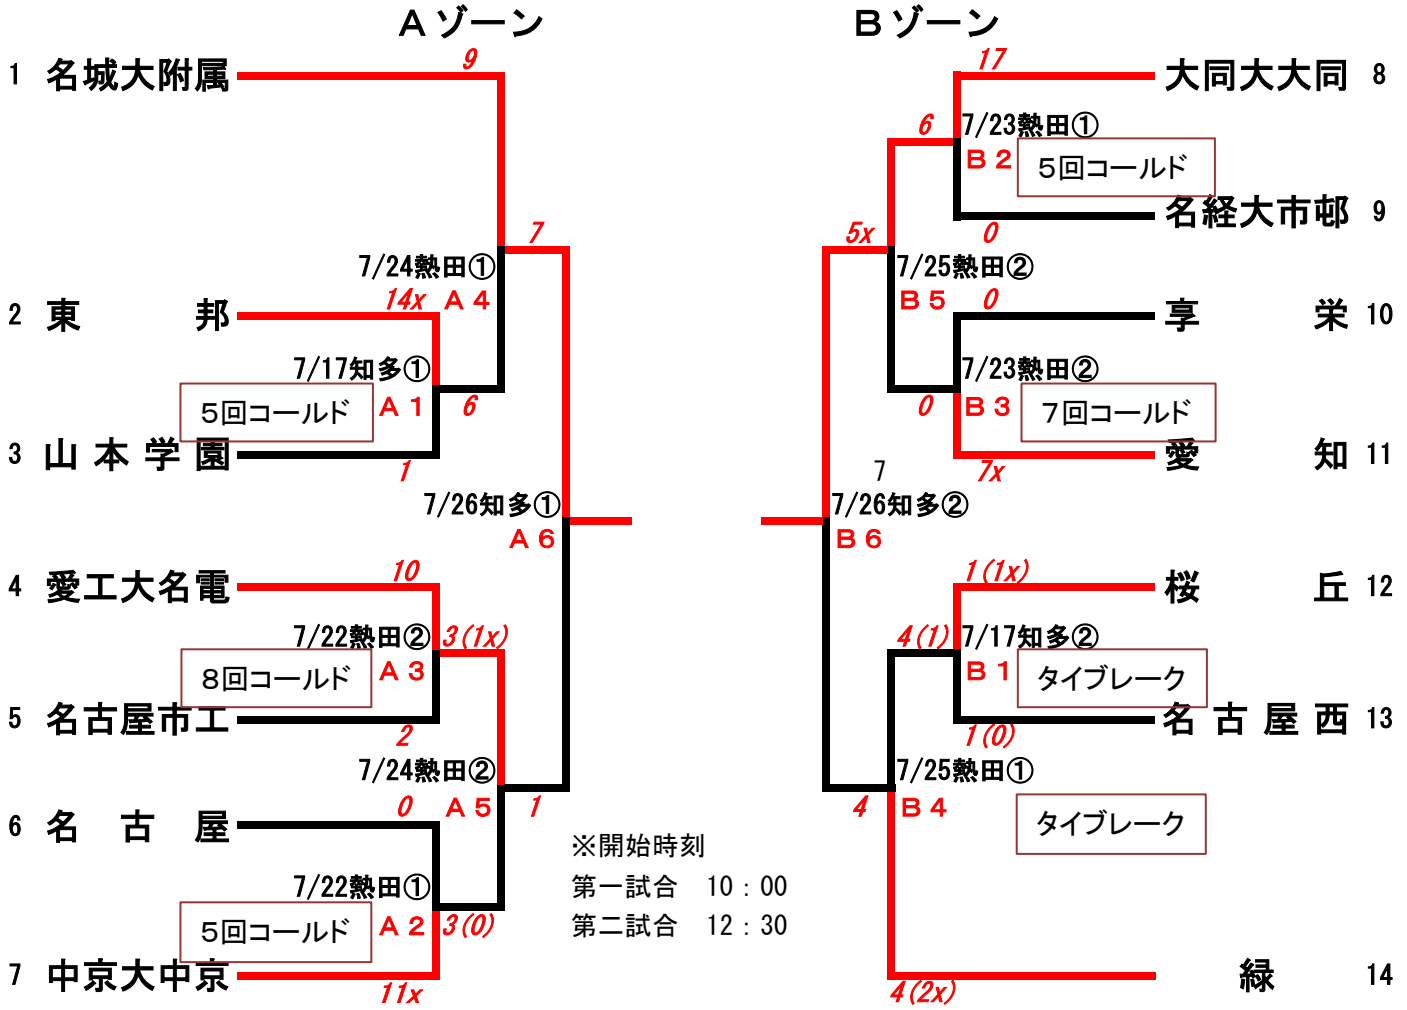 Aゾーン
1 名城大附属
9
7
7/24熱田①
A4
2 東邦
14x
7/17知多①
A1
5回コールド
6
3 山本学園
1
7/26知多①
A6
4 愛工大名電
10
7/22熱田②
3(1x)
A3
8回コールド
5 名古屋市工
2
7/24熱田②
A5
1
6 名古屋
0
7/22熱田①
A2
3(0)
5回コールド
7 中京大中京
11x
※開始時刻
第一試合 10:00
第二試合 12:30
Bゾーン
17
大同大大同 8
6
7/23熱田①
B2
5回コールド
名経大市邨 9
0
5x
7/25熱田②
B5
0
享栄 10
7/23熱田②
B3
7回コールド
0
愛知 11
7x
7
7/26知多②
B6
1(1x)
桜丘 12
4(1)
7/17知多②
B1
タイブレーク
名古屋西 13
1(0)
7/25熱田①
4
B4
タイブレーク
緑 14
4(2x)